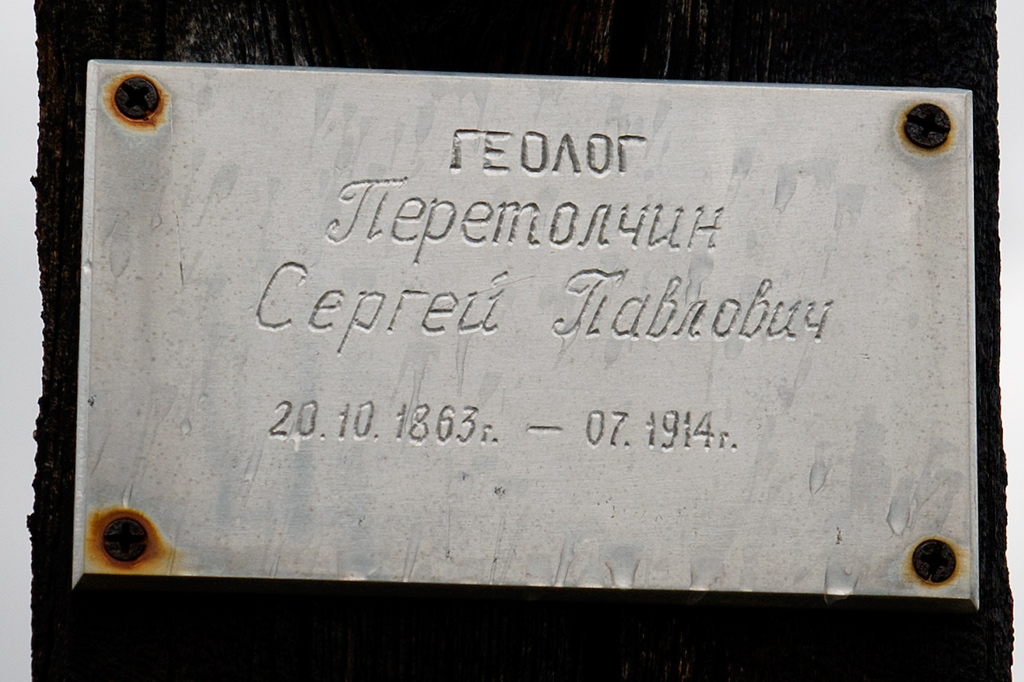 ГЕОЛОГ
Перетолчин
Сергей Павлович
20.10.1863г. — 07.1914г.